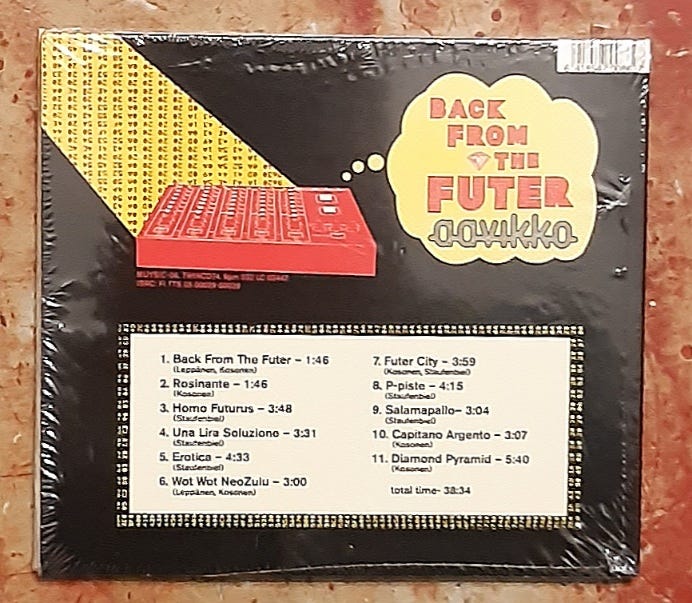 BACK
FROM
THE
FUTER
aavikko
1. Back From The Futer – 1:46
(Leppänen, Kosonen)
2. Rosinante – 1:46
(Kosonen)
3. Homo Futurus – 3:48
(Staufenbiel)
4. Una Lira Soluzione – 3:31
(Staufenbiel)
5. Erotica – 4:33
(Staufenbiel)
6. Wot Wot NeoZulu – 3:00
(Leppänen, Kosonen)
7. Futer City – 3:59
(Kosonen, Staufenbiel)
8. P-piste – 4:15
(Staufenbiel)
9. Salamapallo– 3:04
(Staufenbiel)
10. Capitano Argento – 3:07
(Kosonen)
11. Diamond Pyramid – 5:40
(Kosonen)
total time- 38:34